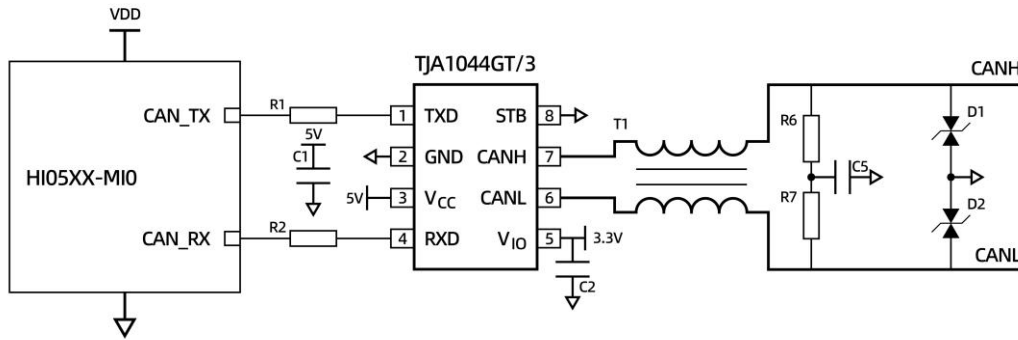 VDD
TJA1044GT/3
CANH
CAN_TX
R1
1
TXD
STB
8
T1
R6
D1
5V
C1
2
GND
CANH
7
C5
HI05XX-MI0
5V
3
VCC
CANL
6
R7
D2
CAN_RX
R2
4
RXD
VIO
5
3.3V
CANL
C2